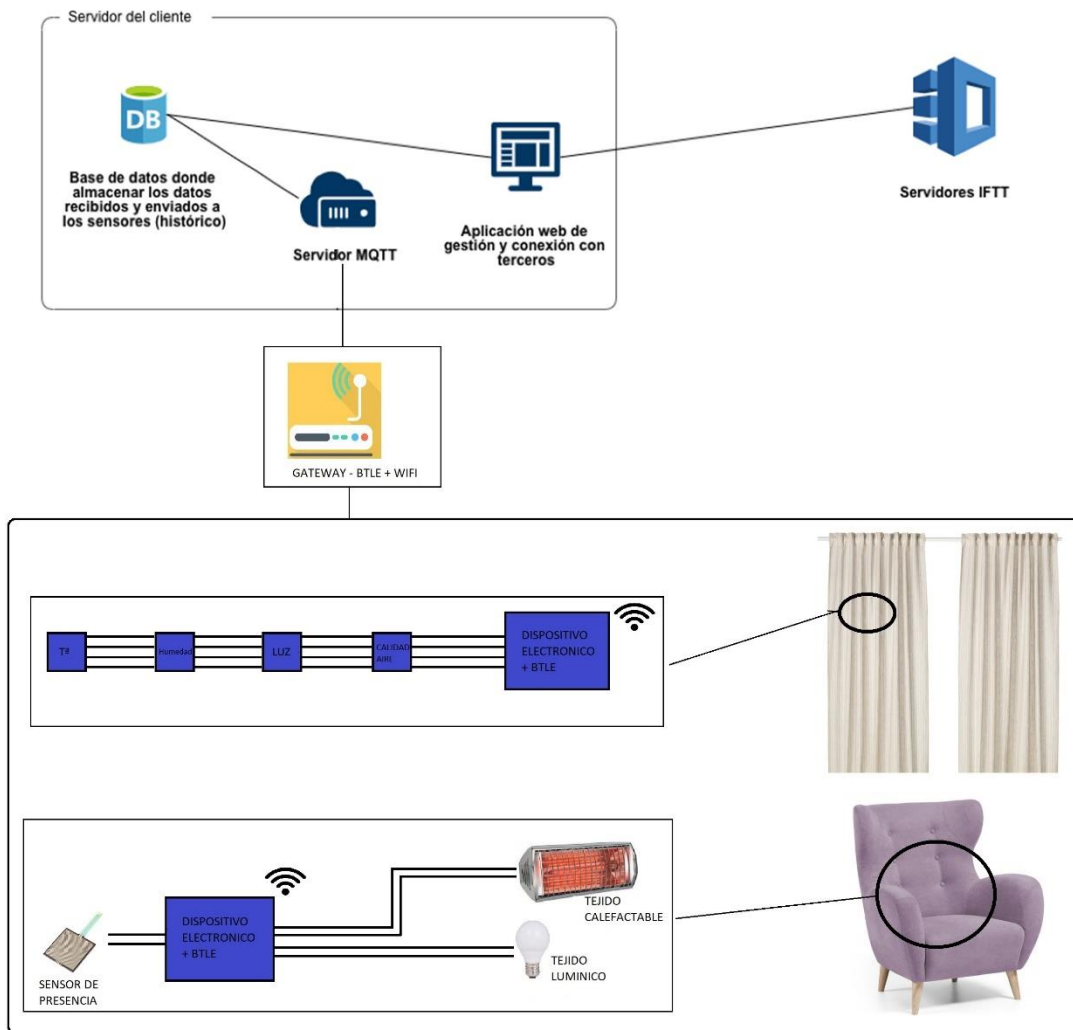 Servidor del cliente
DB
Base de datos donde
almacenar los datos
recibidos y enviados a
los sensores (histórico)
Servidor MQTT
Aplicación web de
gestión y conexión con
terceros
Servidores IFTT
GATEWAY - BTLE + WIFI
Tª
Humedad
LUZ
CALIDAD
AIRE
DISPOSITIVO
ELECTRONICO
+ BTLE
SENSOR DE
PRESENCIA
DISPOSITIVO
ELECTRONICO
+ BTLE
TEJIDO
CALEFACTABLE
TEJIDO
LUMINICO